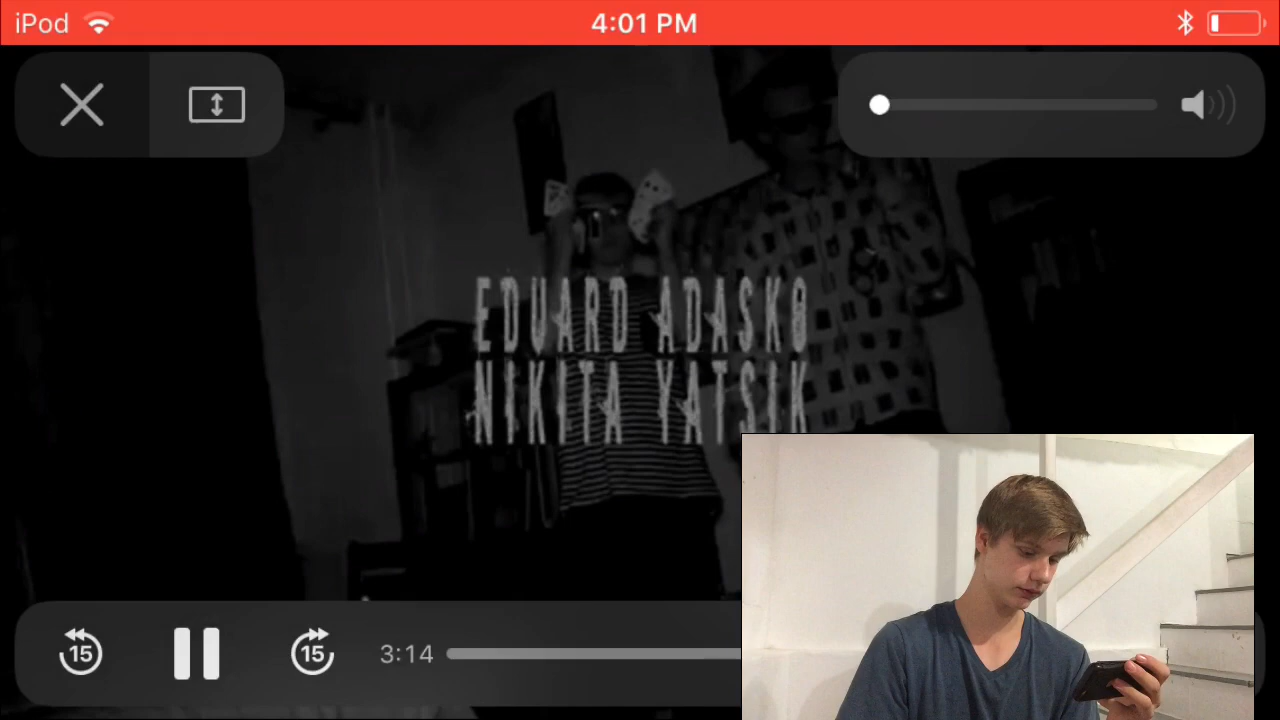 iPod
4:01 PM
EDUARD ADASKO
NIKITA YATSIK
15
15
3:14